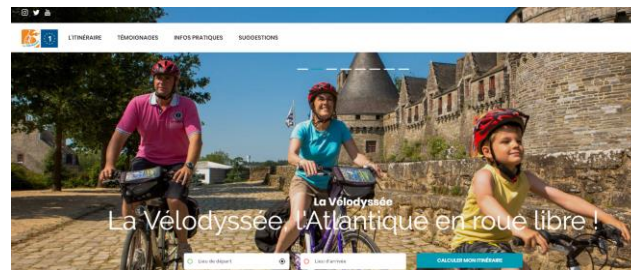 L'ITINÉRAIRE TÉMOIGNAGES INFOS PRATIQUES SUGGESTIONS
La Vélodyssée
La Vélodyssée, l'Atlantique en roue libre !
Lieu de départ Lieu d'arrivée CALCULER MON ITINÉRAIRE